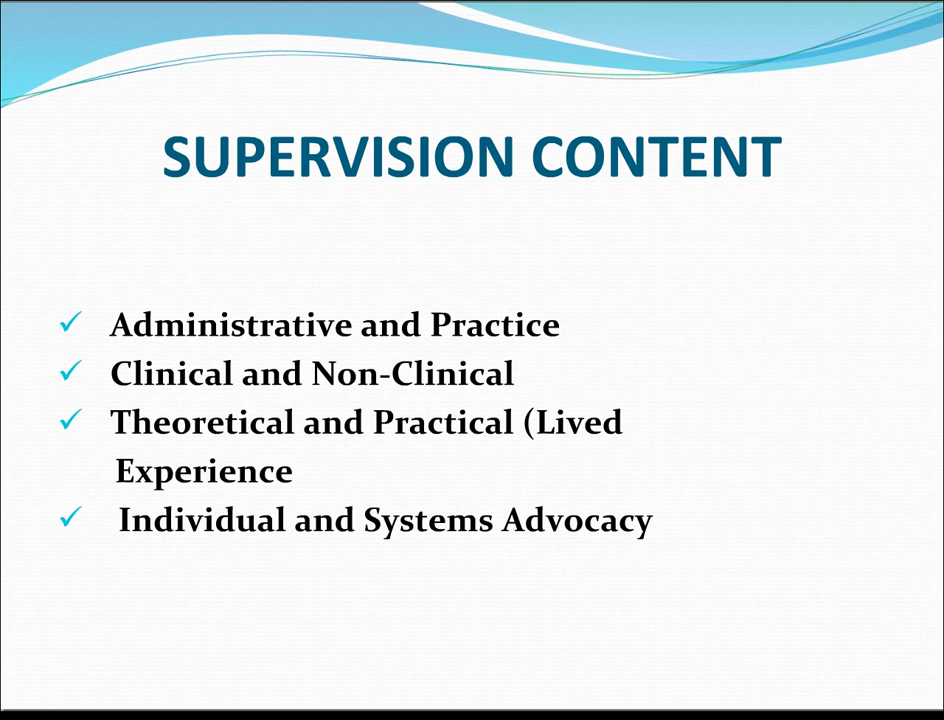 SUPERVISION CONTENT
✓ Administrative and Practice
✓ Clinical and Non-Clinical
✓ Theoretical and Practical (Lived
Experience
✓ Individual and Systems Advocacy